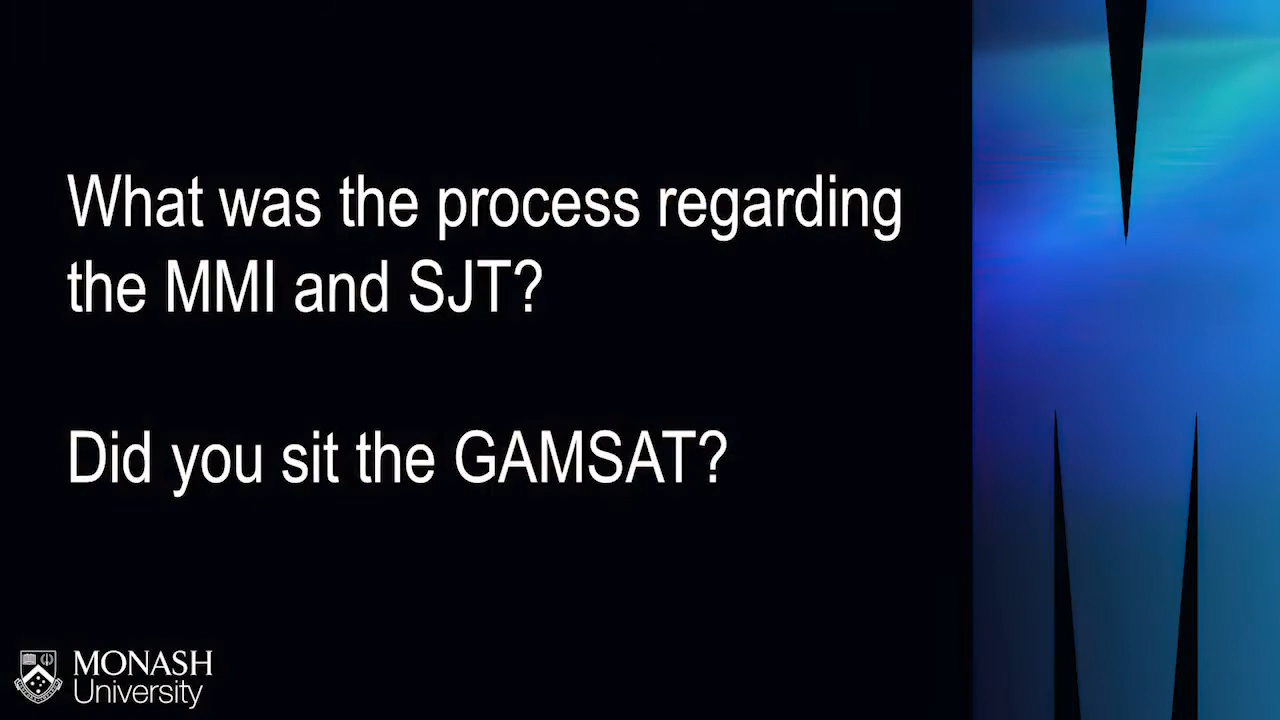 What was the process regarding
the MMI and SJT?
Did you sit the GAMSAT?
MONASH
University